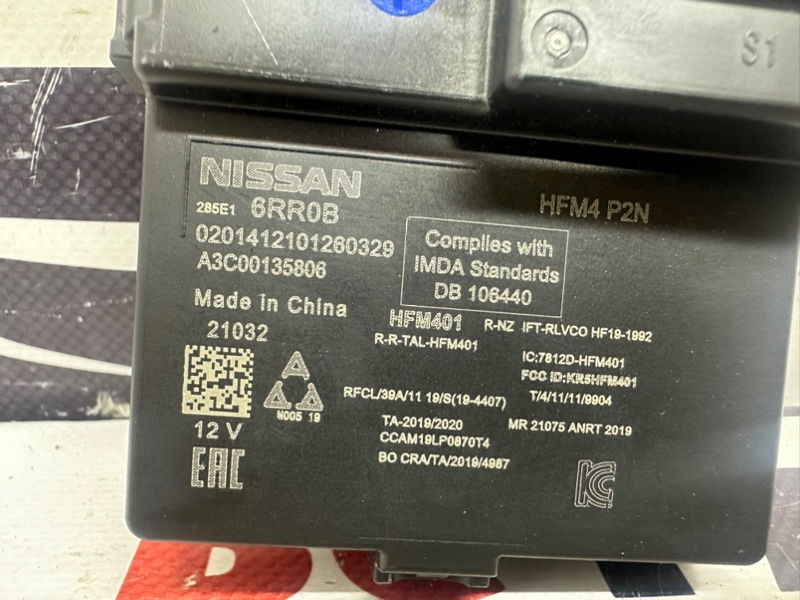 S1
NISSAN
285E1 6RR0B
HFM4 P2N
0201412101260329
A3C00135806
Complies with
IMDA Standards
DB 106440
Made in China
21032
HFM401
R-NZ IFT-RLVCO HF19-1992
R-R-TAL-HFM401
IC:7812D-HFM401
FCC ID:KR5HFM401
RFCL/39A/11 19/S(19-4407)
T/4/11/11/9904
N005 19
12 V
TA-2019/2020
MR 21075 ANRT 2019
CCAM19LP0870T4
BO CRA/TA/2019/4987
EAC